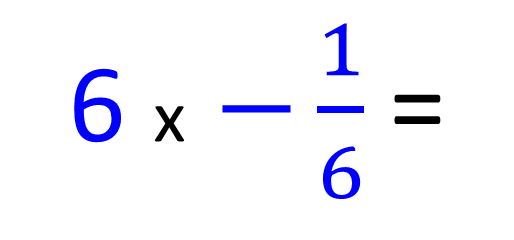 6 x − 1/6 =